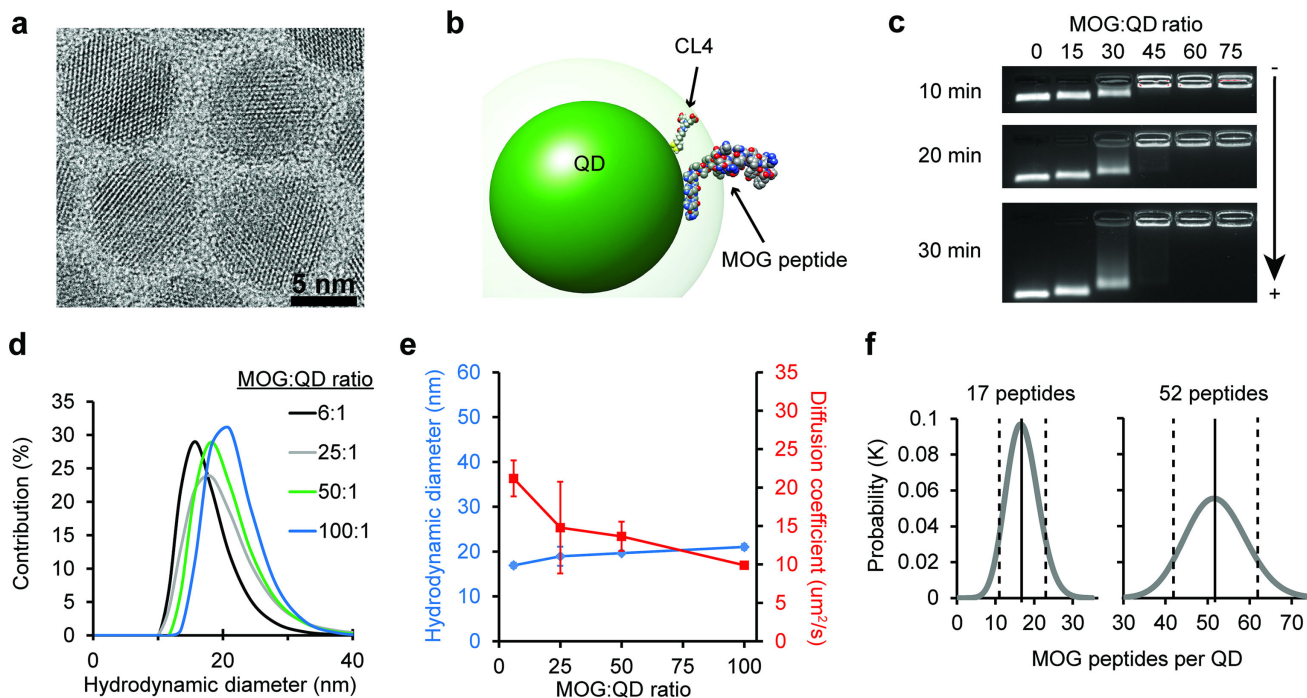 a
5 nm
b
CL4
QD
MOG peptide
c
MOG:QD ratio
0 15 30 45 60 75
10 min
20 min
30 min
-
+
d
MOG:QD ratio
6:1
25:1
50:1
100:1
Contribution (%)
35
30
25
20
15
10
5
0
0 20 40
Hydrodynamic diameter (nm)
e
Hydrodynamic diameter (nm)
60
50
40
30
20
10
0
Diffusion coefficient (um²/s)
35
30
25
20
15
10
5
0
0 25 50 75 100
MOG:QD ratio
f
17 peptides
52 peptides
Probability (K)
0.1
0.08
0.06
0.04
0.02
0
0 10 20 30
30 40 50 60 70
MOG peptides per QD